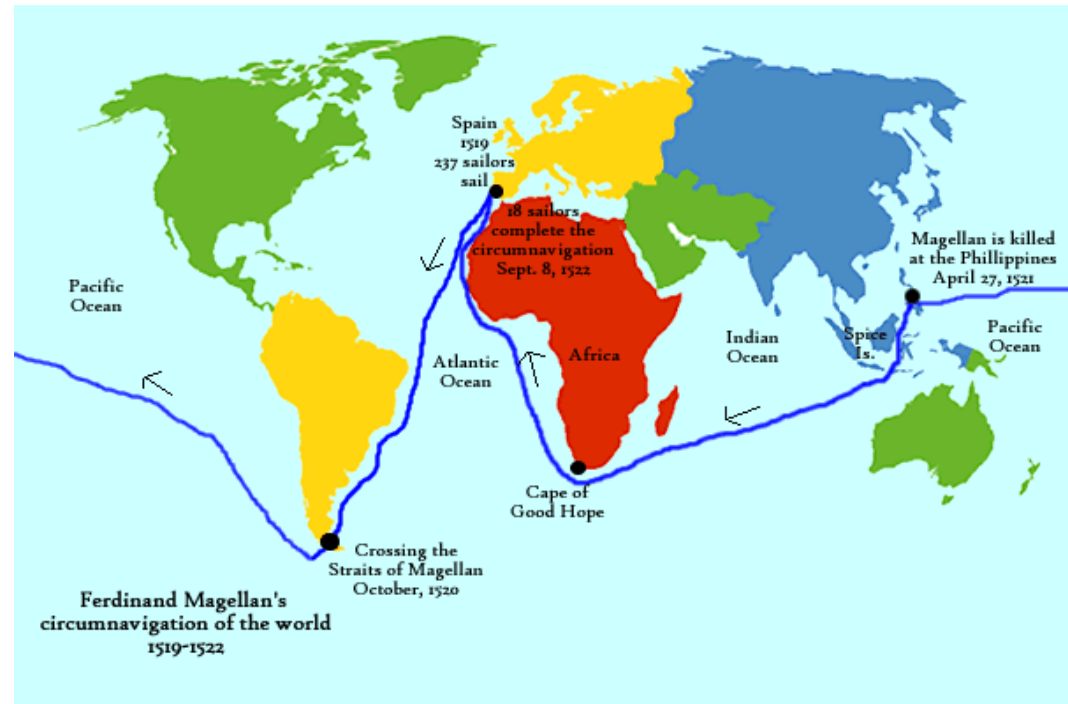 Spain
1519
237 sailors
sail
18 sailors
complete the
circumnavigation
Sept. 8, 1522
Magellan is killed
at the Phillippines
April 27, 1521
Pacific
Ocean
Atlantic
Ocean
Africa
Indian
Ocean
Spice
Is.
Pacific
Ocean
Cape of
Good Hope
Crossing the
Straits of Magellan
October, 1520
Ferdinand Magellan's
circumnavigation of the world
1519-1522